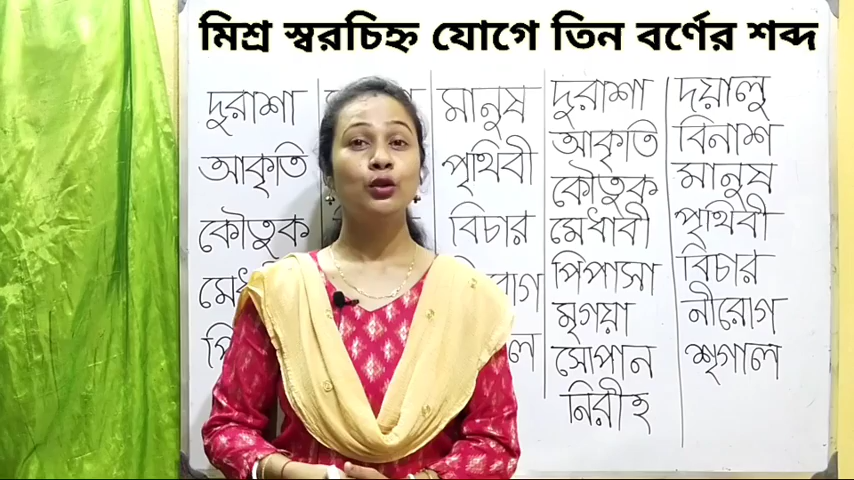 মিশ্র স্বরচিহ্ন যোগে তিন বর্ণের শব্দ
দুরাশা
আকৃতি
কৌতুক
মানুষ
পৃথিবী
বিচার
দুরাশা
আকৃতি
কৌতুক
মেধাবী
পিপাসা
মৃগয়া
সোপান
নিরীহ
দয়ালু
বিনাশ
মানুষ
পৃথিবী
বিচার
নীরোগ
শৃগাল